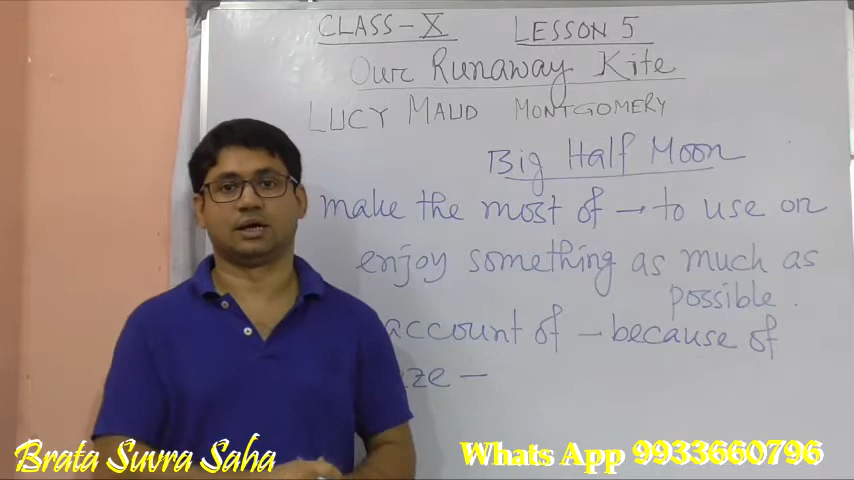 CLASS-X LESSON 5
Our Runaway Kite
LUCY MAUD MONTGOMERY
Big Half Moon
make the most of → to use or
enjoy something as much as
possible.
account of - because of
Brata Suvra Saha
Whats App 9933660796